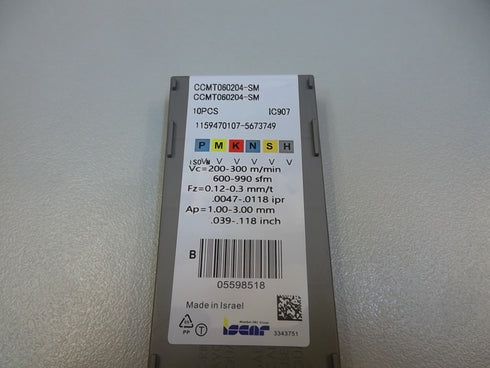 CCMT060204-SM
CCMT060204-SM
10PCS IC907
1159470107-5673749
P M K N S H
ISO V V V V V V
Vc=200-300 m/min
600-990 sfm
Fz=0.12-0.3 mm/t
.0047-.0118 ipr
Ap=1.00-3.00 mm
.039-.118 inch
B
05598518
Made in Israel
PP
T
iscar
3343751